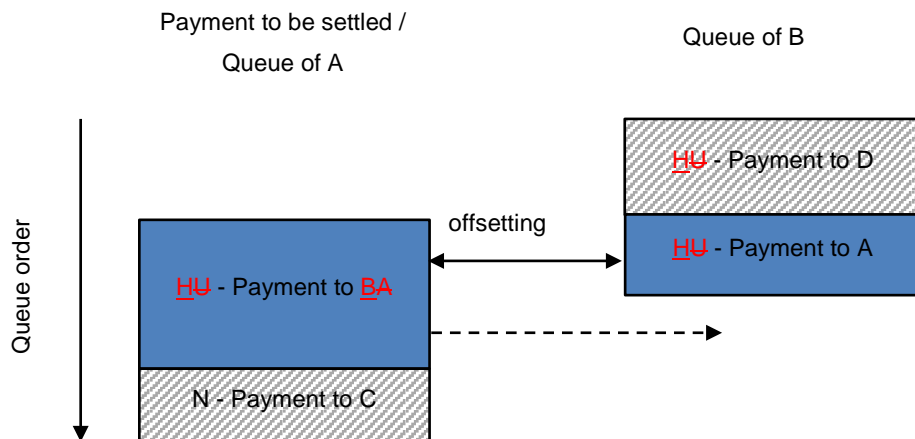 Payment to be settled /
Queue of A
Queue of B
Queue order
HU - Payment to D
offsetting
HU - Payment to A
HU - Payment to BA
N - Payment to C